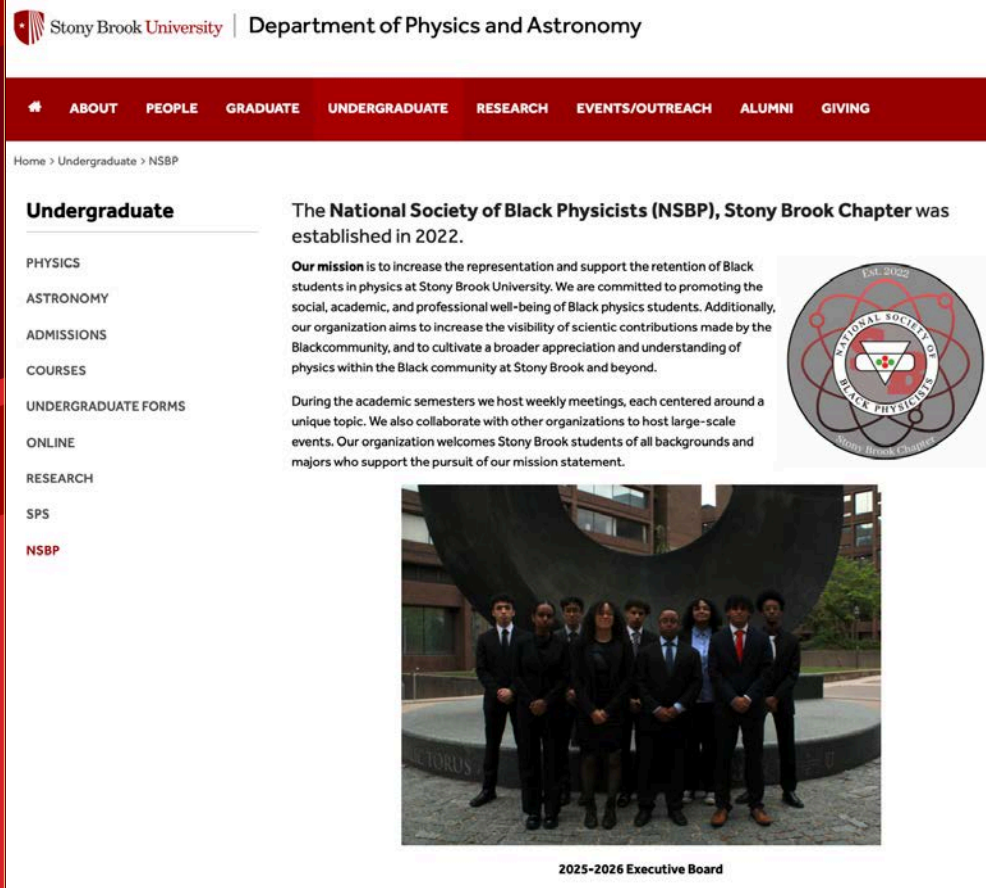 Stony Brook University | Department of Physics and Astronomy
ABOUT PEOPLE GRADUATE UNDERGRADUATE RESEARCH EVENTS/OUTREACH ALUMNI GIVING
Home > Undergraduate > NSBP
Undergraduate
PHYSICS
ASTRONOMY
ADMISSIONS
COURSES
UNDERGRADUATE FORMS
ONLINE
RESEARCH
SPS
NSBP
The National Society of Black Physicists (NSBP), Stony Brook Chapter was
established in 2022.
Our mission is to increase the representation and support the retention of Black
students in physics at Stony Brook University. We are committed to promoting the
social, academic, and professional well-being of Black physics students. Additionally,
our organization aims to increase the visibility of scientic contributions made by the
Blackcommunity, and to cultivate a broader appreciation and understanding of
physics within the Black community at Stony Brook and beyond.
During the academic semesters we host weekly meetings, each centered around a
unique topic. We also collaborate with other organizations to host large-scale
events. Our organization welcomes Stony Brook students of all backgrounds and
majors who support the pursuit of our mission statement.
Est. 2022
NATIONAL SOCIETY OF
BLACK PHYSICISTS
Stony Brook Chapter
2025-2026 Executive Board